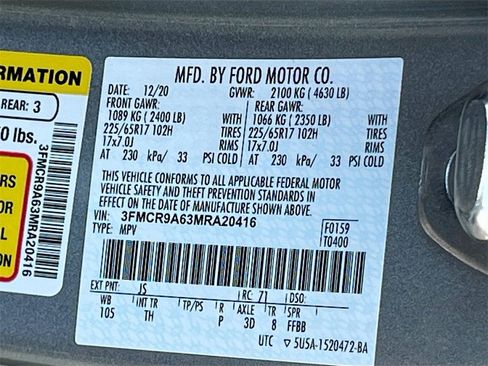 FORMATION
REAR: 3
0 lbs.
3FMCR9A63MRA20416
MFD. BY FORD MOTOR CO.
DATE: 12/20 GVWR: 2100 KG ( 4630 LB)
FRONT GAWR: REAR GAWR:
1089 KG ( 2400 LB) WITH 1066 KG ( 2350 LB) WITH
225/65R17 102H TIRES 225/65R17 102H TIRES
17x7.0J RIMS 17x7.0J RIMS
AT 230 kPa/ 33 PSI COLD AT 230 kPa/ 33 PSI COLD
THIS VEHICLE CONFORMS TO ALL APPLICABLE FEDERAL MOTOR
VEHICLE SAFETY AND THEFT PREVENTION STANDARDS IN
EFFECT ON THE DATE OF MANUFACTURE SHOWN ABOVE.
VIN: 3FMCR9A63MRA20416 F0159
TYPE: MPV T0400
EXT PNT: JS RC: 71 DSO:
WB INT TR TP/PS R AXLE TR SPR
105 TH P 3D 8 FFBB
UTC 5U5A-1520472-BA